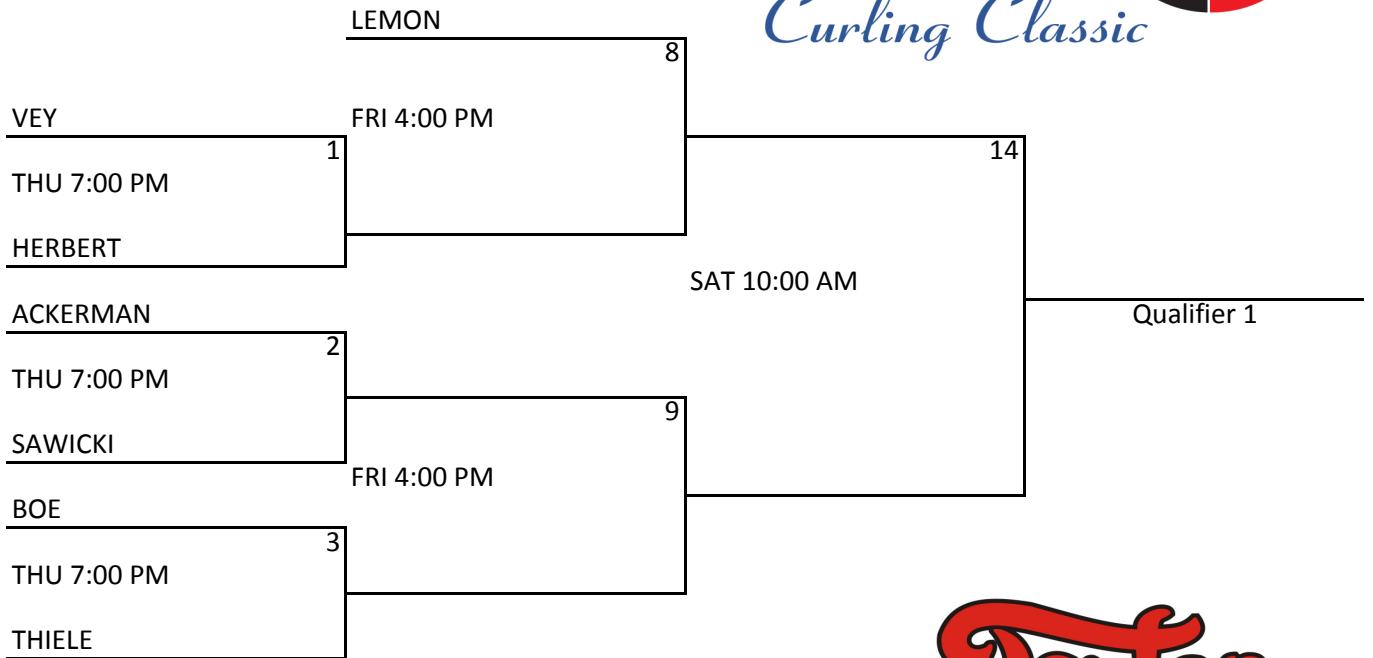 LEMON
Curling Classic
8
VEY
FRI 4:00 PM
1
14
THU 7:00 PM
HERBERT
SAT 10:00 AM
ACKERMAN
Qualifier 1
2
THU 7:00 PM
9
SAWICKI
FRI 4:00 PM
BOE
3
THU 7:00 PM
THIELE